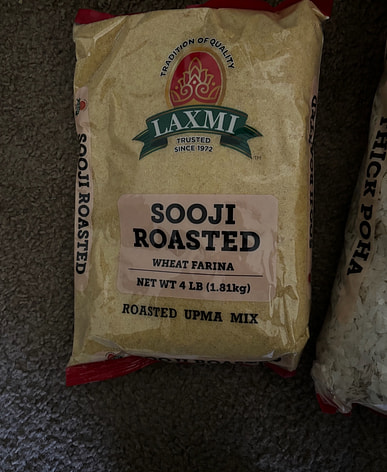 TRADITION OF QUALITY
LAXMI
TRUSTED
SINCE 1972
TM
SOOJI
ROASTED
WHEAT FARINA
NET WT 4 LB (1.81kg)
ROASTED UPMA MIX
SOOJI ROASTED
THICK POHA